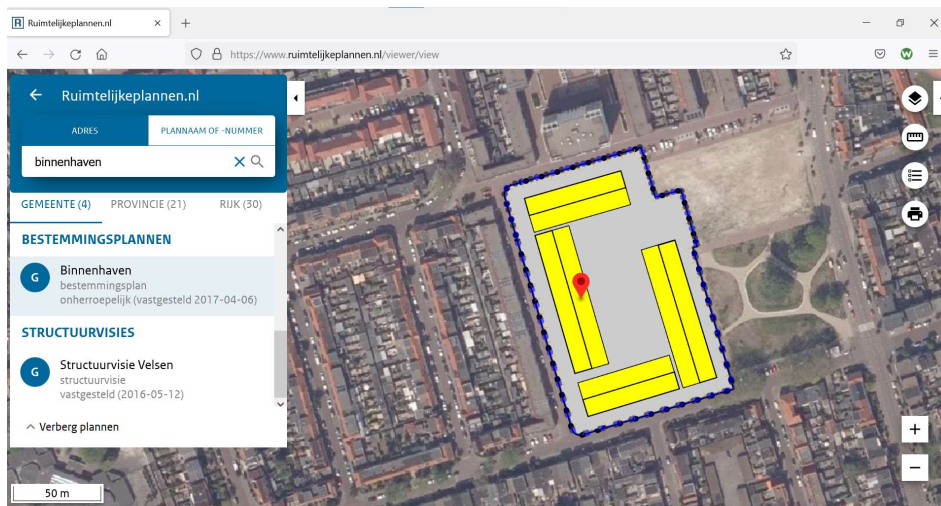 R Ruimtelijkeplannen.nl × +
https://www.ruimtelijkeplannen.nl/viewer/view
Ruimtelijkeplannen.nl
ADRES PLANNAAM OF -NUMMER
binnenhaven
GEMEENTE (4) PROVINCIE (21) RIJK (30)
BESTEMMINGSPLANNEN
G Binnenhaven
bestemmingsplan
onherroepelijk (vastgesteld 2017-04-06)
STRUCTUURVISIES
G Structuurvisie Velsen
structuurvisie
vastgesteld (2016-05-12)
Verberg plannen
+
−
50 m